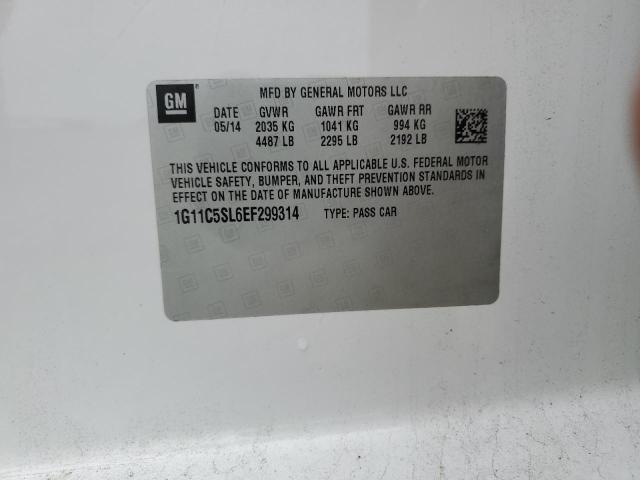 GM ®
MFD BY GENERAL MOTORS LLC
DATE GVWR GAWR FRT GAWR RR
05/14 2035 KG 1041 KG 994 KG
4487 LB 2295 LB 2192 LB
THIS VEHICLE CONFORMS TO ALL APPLICABLE U.S. FEDERAL MOTOR
VEHICLE SAFETY, BUMPER, AND THEFT PREVENTION STANDARDS IN
EFFECT ON THE DATE OF MANUFACTURE SHOWN ABOVE.
1G11C5SL6EF299314 TYPE: PASS CAR